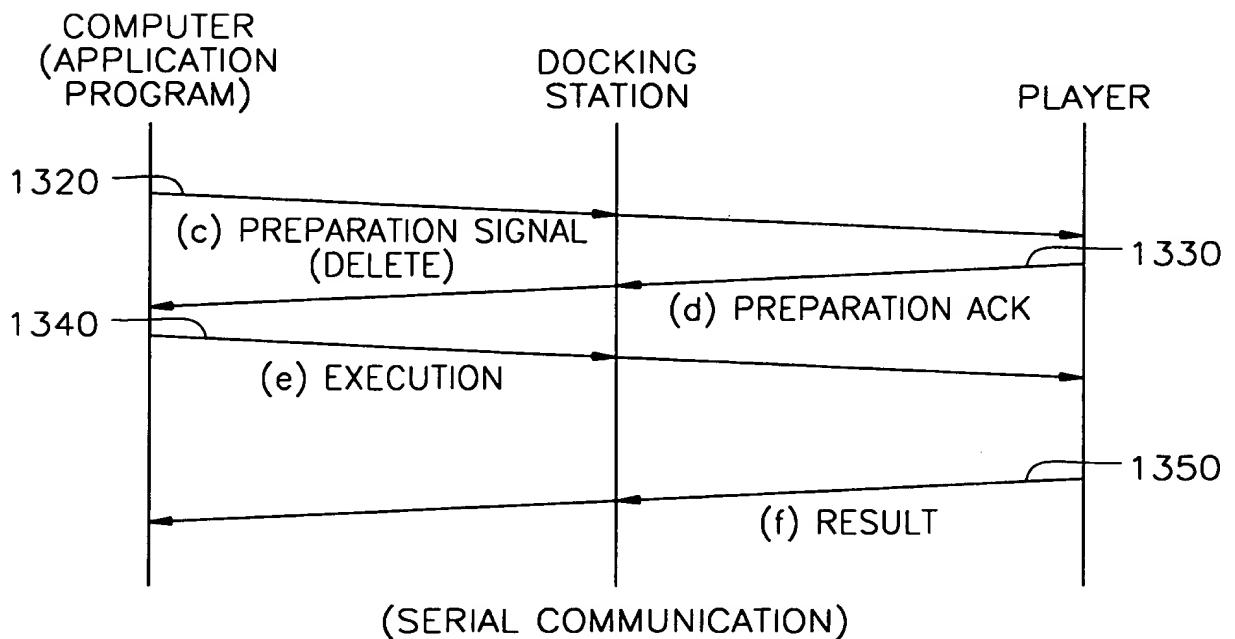 COMPUTER
(APPLICATION
PROGRAM)
DOCKING
STATION
PLAYER
1320
(c) PREPARATION SIGNAL
(DELETE)
1330
(d) PREPARATION ACK
1340
(e) EXECUTION
1350
(f) RESULT
(SERIAL COMMUNICATION)